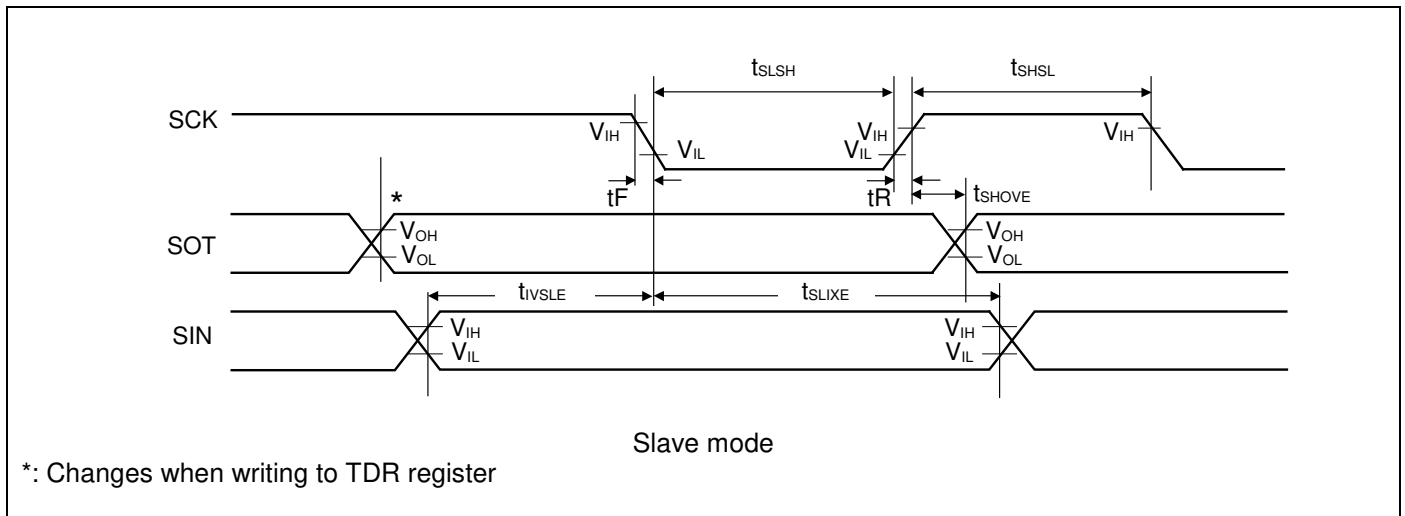 tSLSH tSHSL
SCK
VIH VIL VIL VIH VIH
tF tR tSHOVE
*
SOT
VOH VOH
VOL VOL
tIVSLE tSLIXE
SIN
VIH VIH
VIL VIL
Slave mode
*: Changes when writing to TDR register